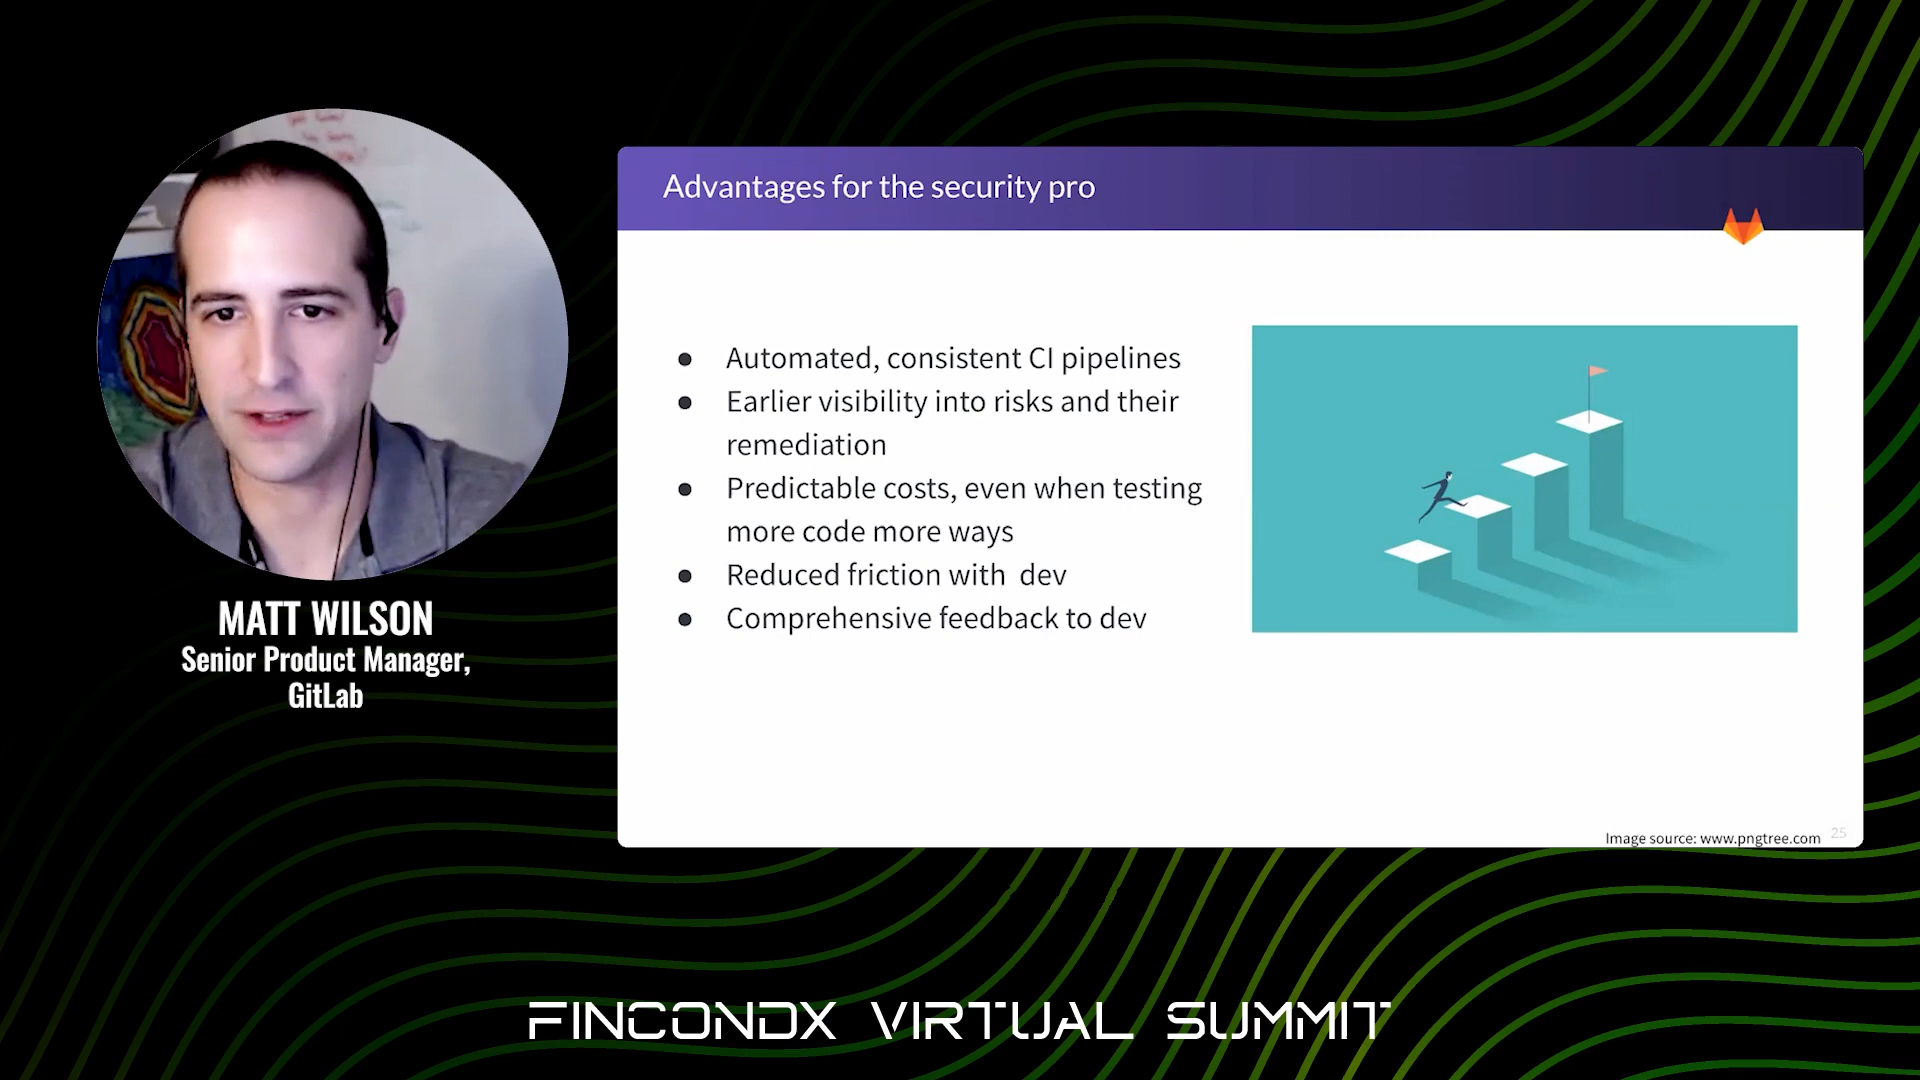 Advantages for the security pro
● Automated, consistent CI pipelines
● Earlier visibility into risks and their
remediation
● Predictable costs, even when testing
more code more ways
● Reduced friction with  dev
● Comprehensive feedback to dev
Image source: www.pngtree.com
25
MATT WILSON
Senior Product Manager,
GitLab
FINCONDX VIRTUAL SUMMIT